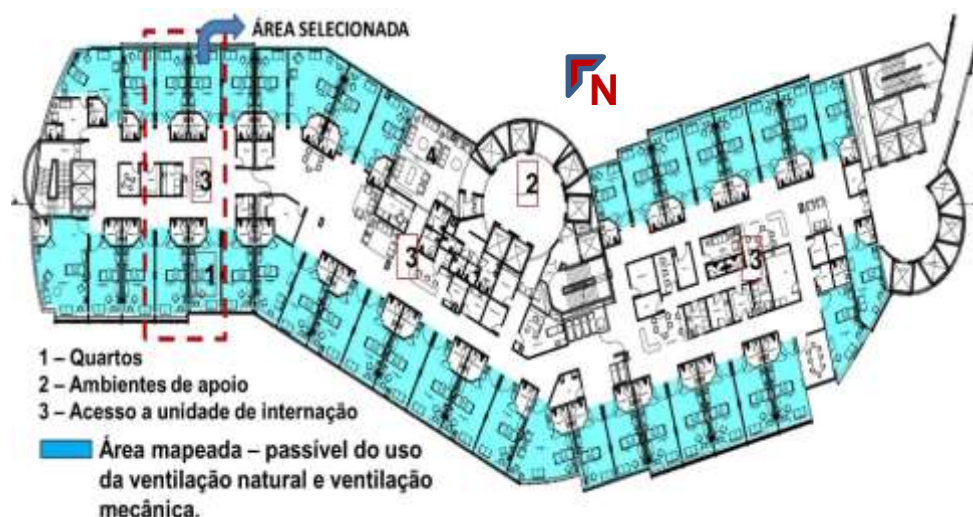 ÁREA SELECIONADA
N
4
2
3
3
3
1
1 – Quartos
2 – Ambientes de apoio
3 – Acesso a unidade de internação
Área mapeada – passível do uso
da ventilação natural e ventilação
mecânica.